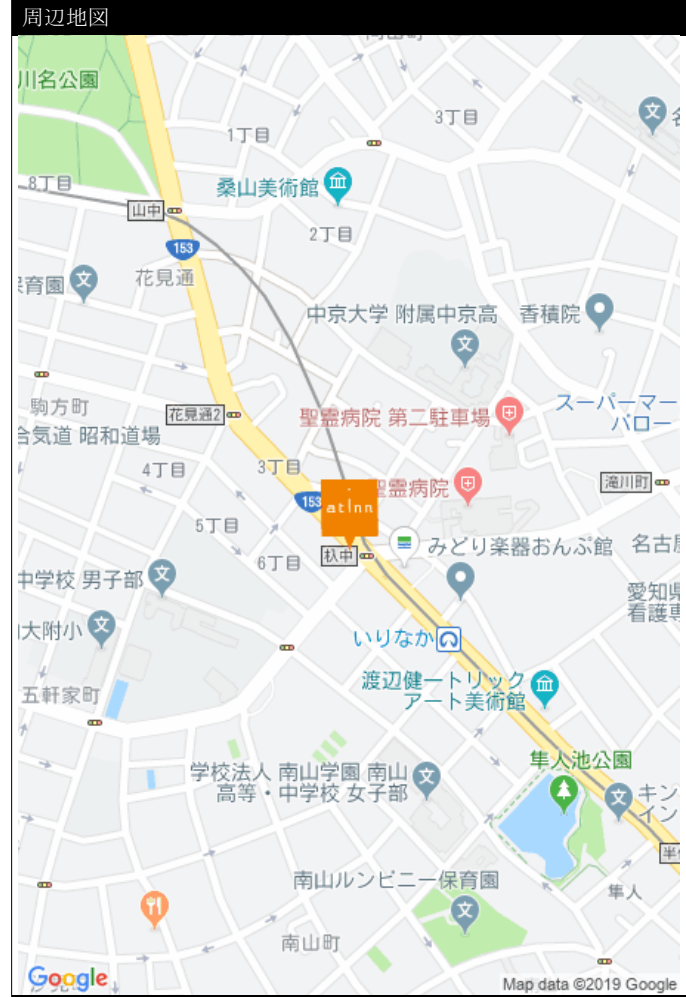 周辺地図
川名公園
3丁目
1丁目
8丁目
桑山美術館
山中
2丁目
153
花見通
保育園
中京大学 附属中京高
香積院
駒方町
花見通2
聖霊病院 第二駐車場
スーパーマー
バロー
合気道 昭和道場
4丁目
3丁目
聖霊病院
滝川町
153
atInn
5丁目
杁中
みどり楽器おんぷ館
名古屋
6丁目
中学校 男子部
愛知県
看護専
大附小
いりなか
渡辺健一トリック
アート美術館
五軒家町
隼人池公園
学校法人 南山学園 南山
高等・中学校 女子部
キン
イン
南山ルンビニー保育園
隼人
南山町
Google
Map data ©2019 Google